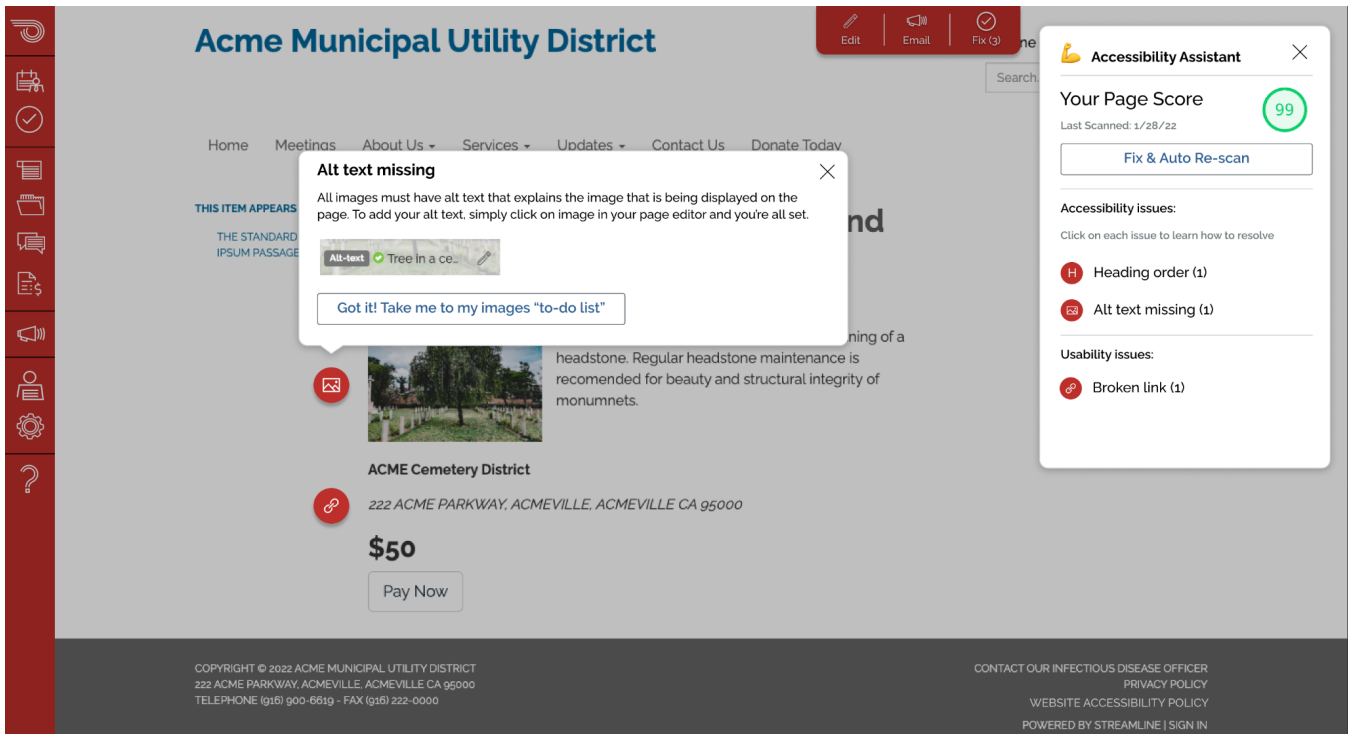 Acme Municipal Utility District
Edit
Email
Fix (3)
ne
Search.
Home Meetings About Us Services Updates Contact Us Donate Today
THIS ITEM APPEARS
THE STANDARD
IPSUM PASSAGE
nd
Alt text missing
All images must have alt text that explains the image that is being displayed on the
page. To add your alt text, simply click on image in your page editor and you're all set.
Alt-text Tree in a ce..
Got it! Take me to my images “to-do list”
ning of a
headstone. Regular headstone maintenance is
recomended for beauty and structural integrity of
monumnets.
ACME Cemetery District
222 ACME PARKWAY, ACMEVILLE, ACMEVILLE CA 95000
$50
Pay Now
Accessibility Assistant
Your Page Score
99
Last Scanned: 1/28/22
Fix & Auto Re-scan
Accessibility issues:
Click on each issue to learn how to resolve
H Heading order (1)
Alt text missing (1)
Usability issues:
Broken link (1)
COPYRIGHT © 2022 ACME MUNICIPAL UTILITY DISTRICT
222 ACME PARKWAY, ACMEVILLE, ACMEVILLE CA 95000
TELEPHONE (916) 900-6619 - FAX (916) 222-0000
CONTACT OUR INFECTIOUS DISEASE OFFICER
PRIVACY POLICY
WEBSITE ACCESSIBILITY POLICY
POWERED BY STREAMLINE | SIGN IN